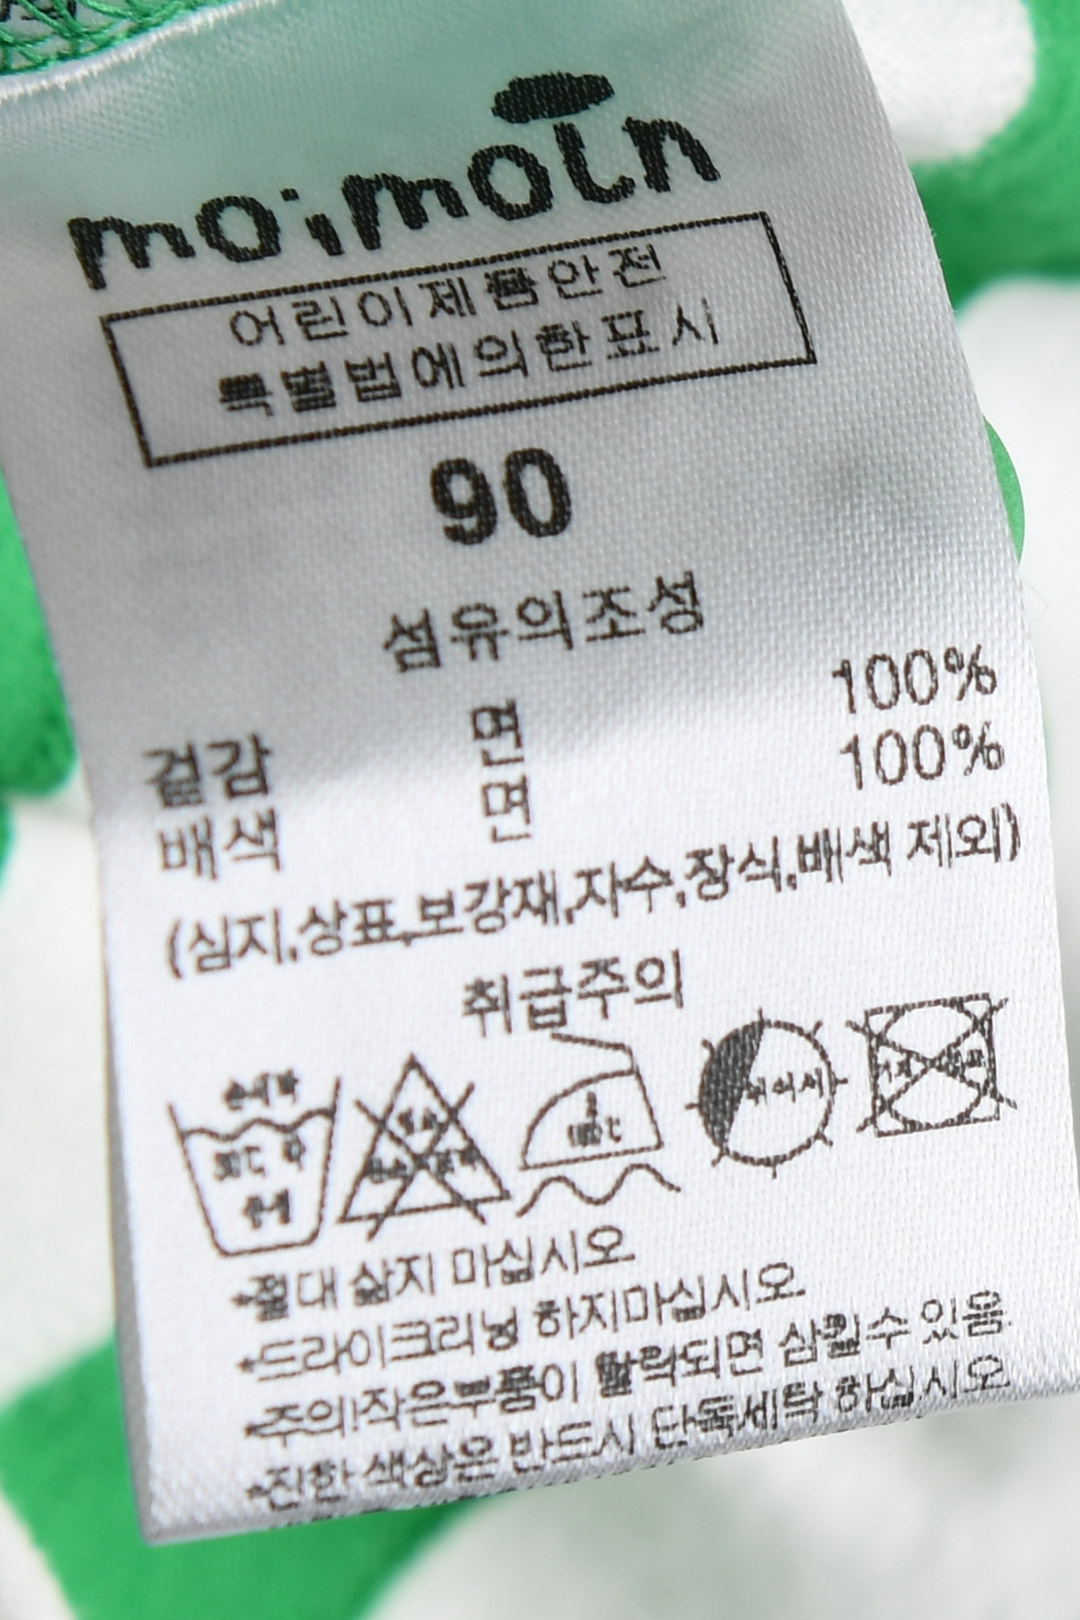 moimoln
어린이제품안전
특별법에의한표시
90
섬유의조성
겉감 면 100%
배색 면 100%
(심지,상표,보강재,자수,장식,배색 제외)
취급주의
손세탁
30℃
*절대 삶지 마십시오
*드라이크리닝 하지마십시오
*주의!작은부품이 탈락되면 삼킬수 있음
*진한 색상은 반드시 단독세탁 하십시오